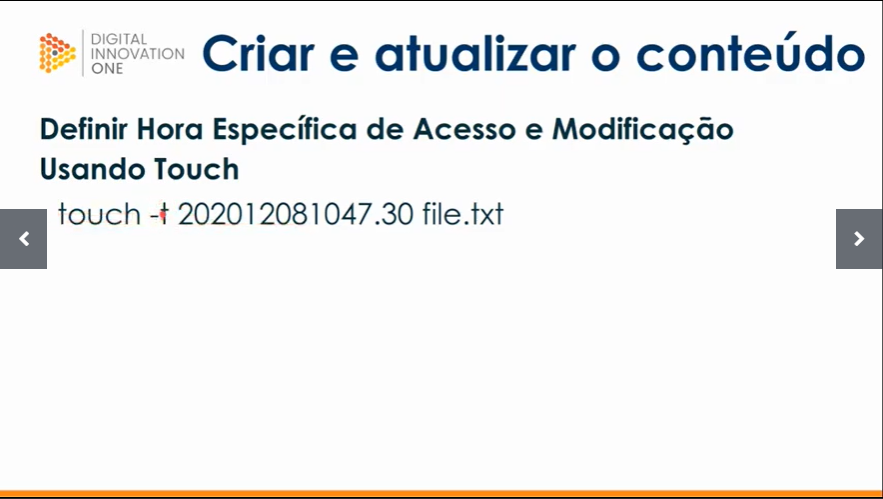 DIGITAL
INNOVATION
ONE
Criar e atualizar o conteúdo
Definir Hora Específica de Acesso e Modificação
Usando Touch
touch -t 202012081047.30 file.txt